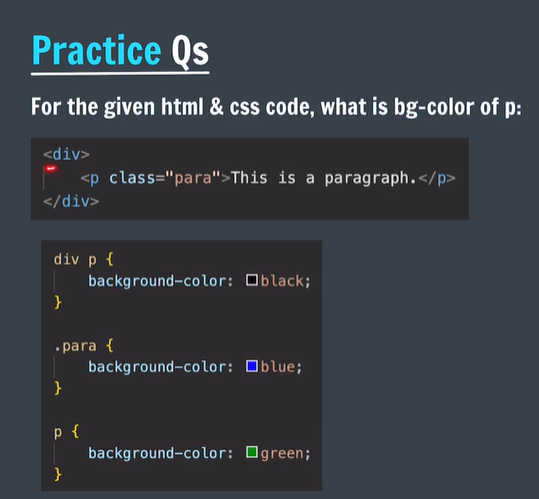 Practice Qs
For the given html & css code, what is bg-color of p:
<div>
<p class="para">This is a paragraph.</p>
</div>
div p {
background-color: black;
}
.para {
background-color: blue;
}
p {
background-color: green;
}